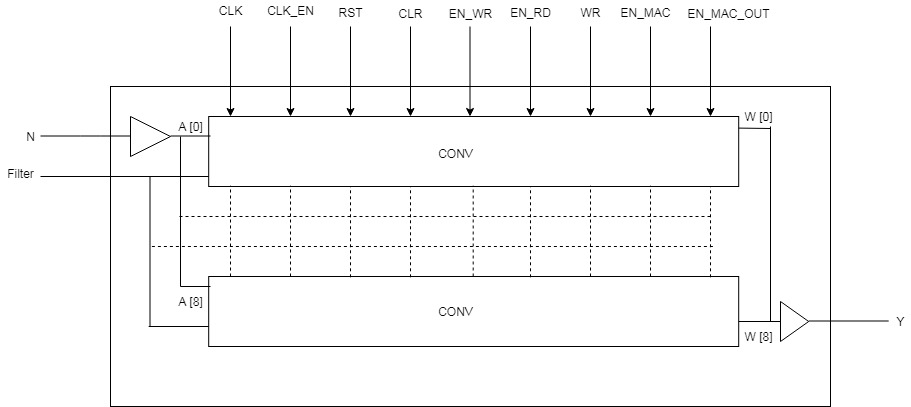 CLK CLK_EN RST CLR EN_WR EN_RD WR EN_MAC EN_MAC_OUT
A [0] W [0]
N
CONV
Filter
A [8]
CONV
Y
W [8]